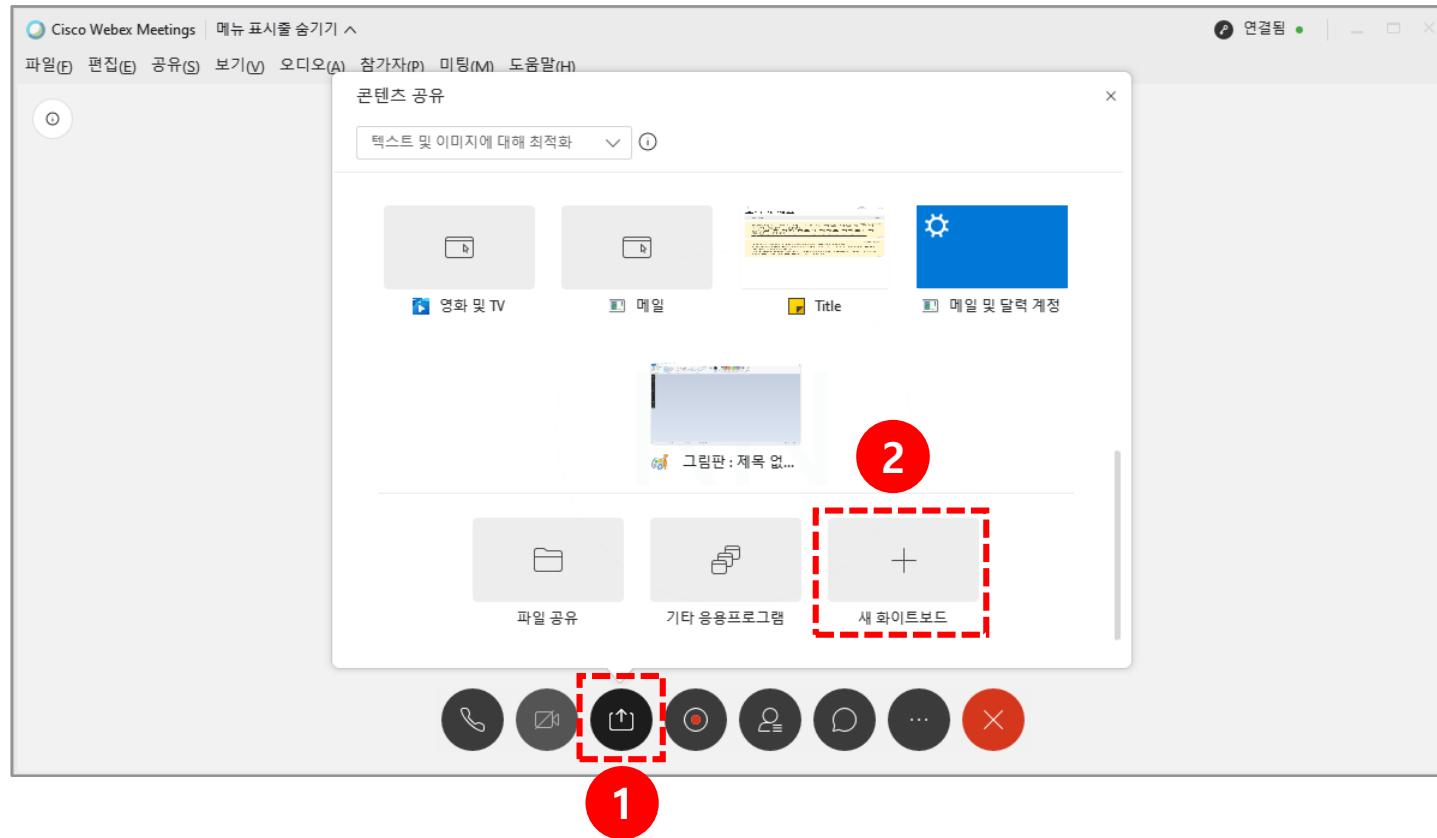 Cisco Webex Meetings 메뉴 표시줄 숨기기 연결됨
파일(F) 편집(E) 공유(S) 보기(V) 오디오(A) 참가자(P) 미팅(M) 도움말(H)
콘텐츠 공유
텍스트 및 이미지에 대해 최적화
영화 및 TV 메일 Title 메일 및 달력 계정
2
그림판 : 제목 없...
파일 공유 기타 응용프로그램 새 화이트보드
1